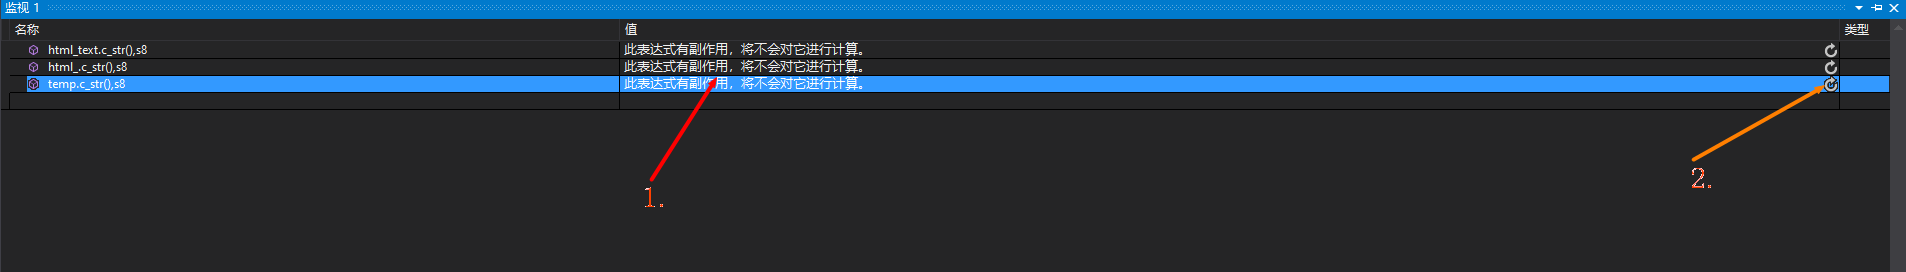 监视 1
名称 值 类型
html_text.c_str(),s8 此表达式有副作用，将不会对它进行计算。
html_.c_str(),s8 此表达式有副作用，将不会对它进行计算。
temp.c_str(),s8 此表达式有副作用，将不会对它进行计算。
1.
2.